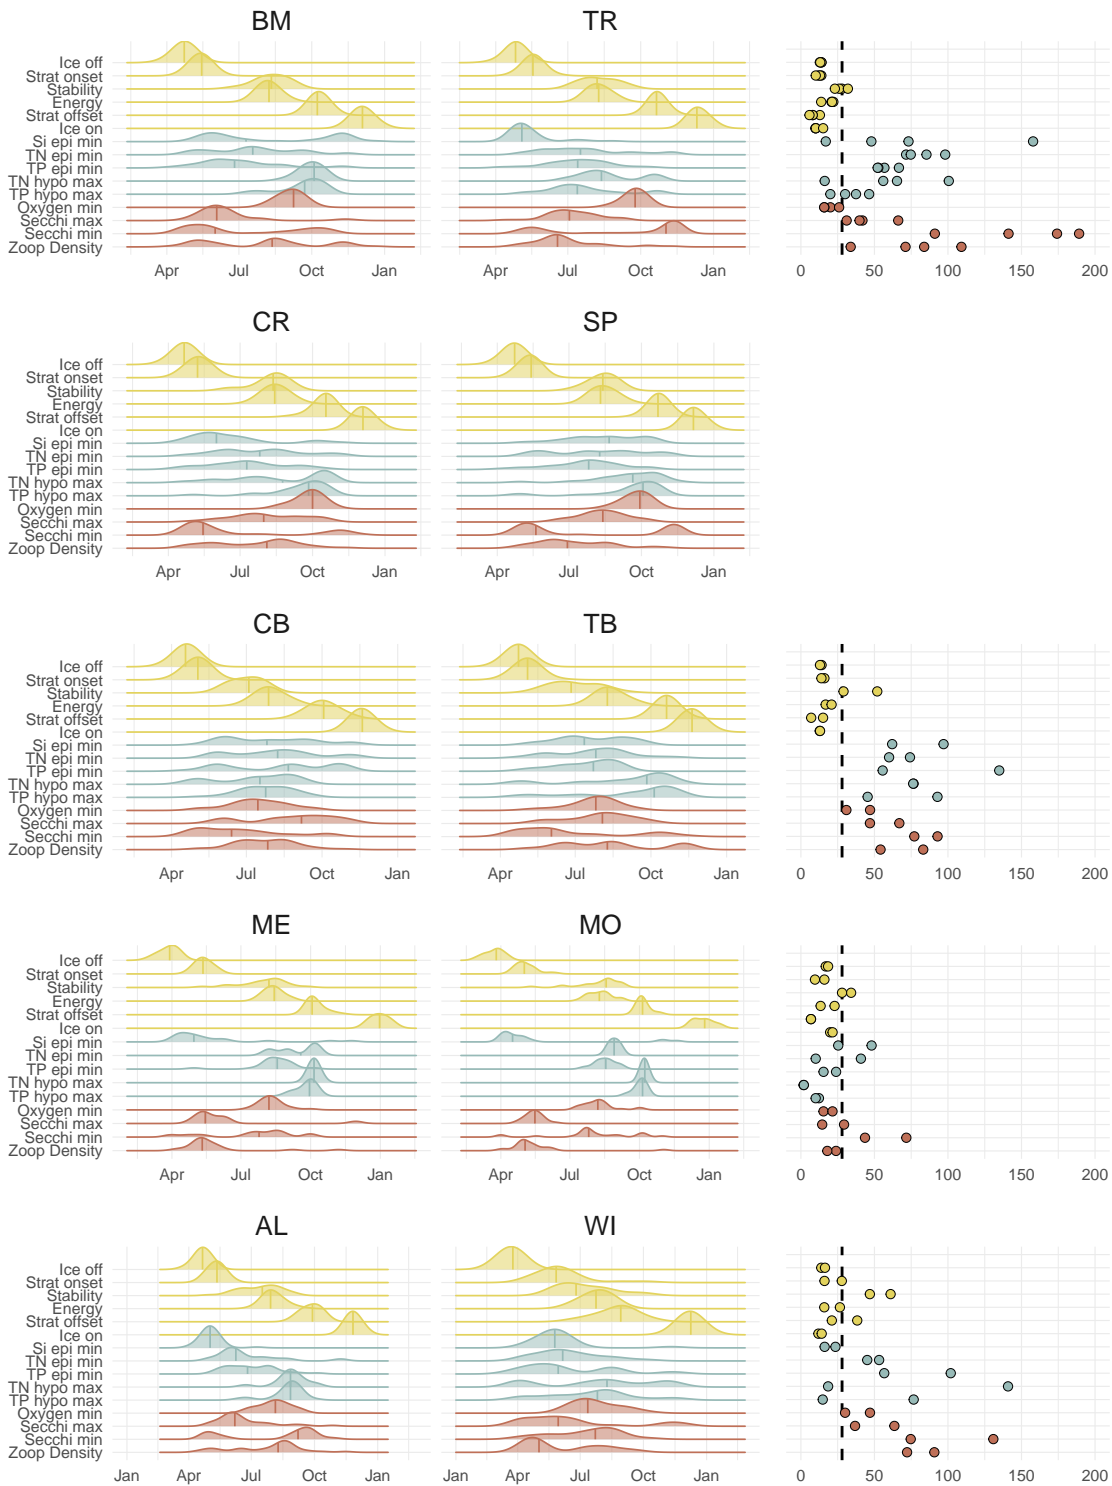 BM TR
Ice off
Strat onset
Stability
Energy
Strat offset
Ice on
Si epi min
TN epi min
TP epi min
TN hypo max
TP hypo max
Oxygen min
Secchi max
Secchi min
Zoop Density
Apr Jul Oct Jan Apr Jul Oct Jan 0 50 100 150 200
CR SP
Ice off
Strat onset
Stability
Energy
Strat offset
Ice on
Si epi min
TN epi min
TP epi min
TN hypo max
TP hypo max
Oxygen min
Secchi max
Secchi min
Zoop Density
Apr Jul Oct Jan Apr Jul Oct Jan
CB TB
Ice off
Strat onset
Stability
Energy
Strat offset
Ice on
Si epi min
TN epi min
TP epi min
TN hypo max
TP hypo max
Oxygen min
Secchi max
Secchi min
Zoop Density
Apr Jul Oct Jan Apr Jul Oct Jan 0 50 100 150 200
ME MO
Ice off
Strat onset
Stability
Energy
Strat offset
Ice on
Si epi min
TN epi min
TP epi min
TN hypo max
TP hypo max
Oxygen min
Secchi max
Secchi min
Zoop Density
Apr Jul Oct Jan Apr Jul Oct Jan 0 50 100 150 200
AL WI
Ice off
Strat onset
Stability
Energy
Strat offset
Ice on
Si epi min
TN epi min
TP epi min
TN hypo max
TP hypo max
Oxygen min
Secchi max
Secchi min
Zoop Density
Jan Apr Jul Oct Jan Jan Apr Jul Oct Jan 0 50 100 150 200